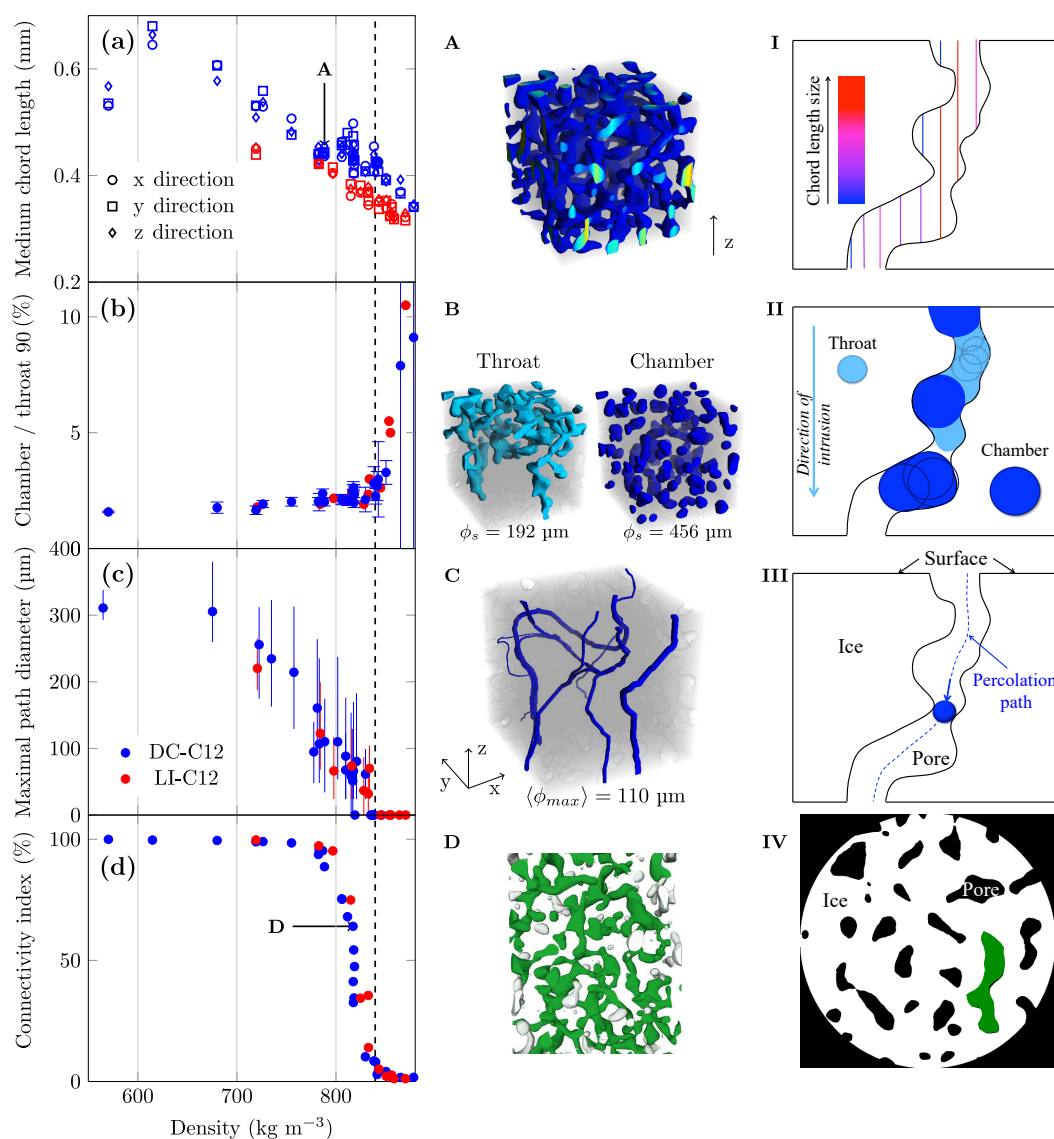 (a)
Medium chord length (mm)
0.6
0.4
0.2
A
x direction
y direction
z direction
(b)
Chamber / throat 90 (%)
10
5
(c)
Maximal path diameter (µm)
400
300
200
100
0
DC-C12
LI-C12
(d)
Connectivity index (%)
100
50
0
D
600
700
800
Density (kg m⁻³)
A
z
B
Throat
Chamber
ϕₛ = 192 µm
ϕₛ = 456 µm
C
z
y
x
⟨ϕₘₐₓ⟩ = 110 µm
D
I
Chord length size
II
Throat
Direction of
intrusion
Chamber
III
Surface
Ice
Percolation
path
Pore
IV
Ice
Pore